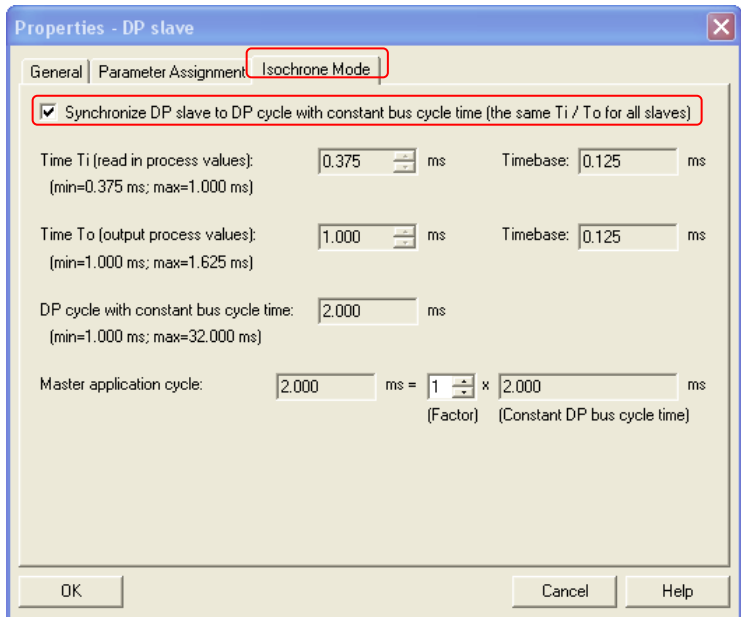 Properties - DP slave
General Parameter Assignment Isochrone Mode
Synchronize DP slave to DP cycle with constant bus cycle time (the same Ti / To for all slaves)
Time Ti (read in process values): 0.375 ms Timebase: 0.125 ms
(min=0.375 ms; max=1.000 ms)
Time To (output process values): 1.000 ms Timebase: 0.125 ms
(min=1.000 ms; max=1.625 ms)
DP cycle with constant bus cycle time: 2.000 ms
(min=1.000 ms; max=32.000 ms)
Master application cycle: 2.000 ms = 1 x 2.000 ms
(Factor) (Constant DP bus cycle time)
OK Cancel Help